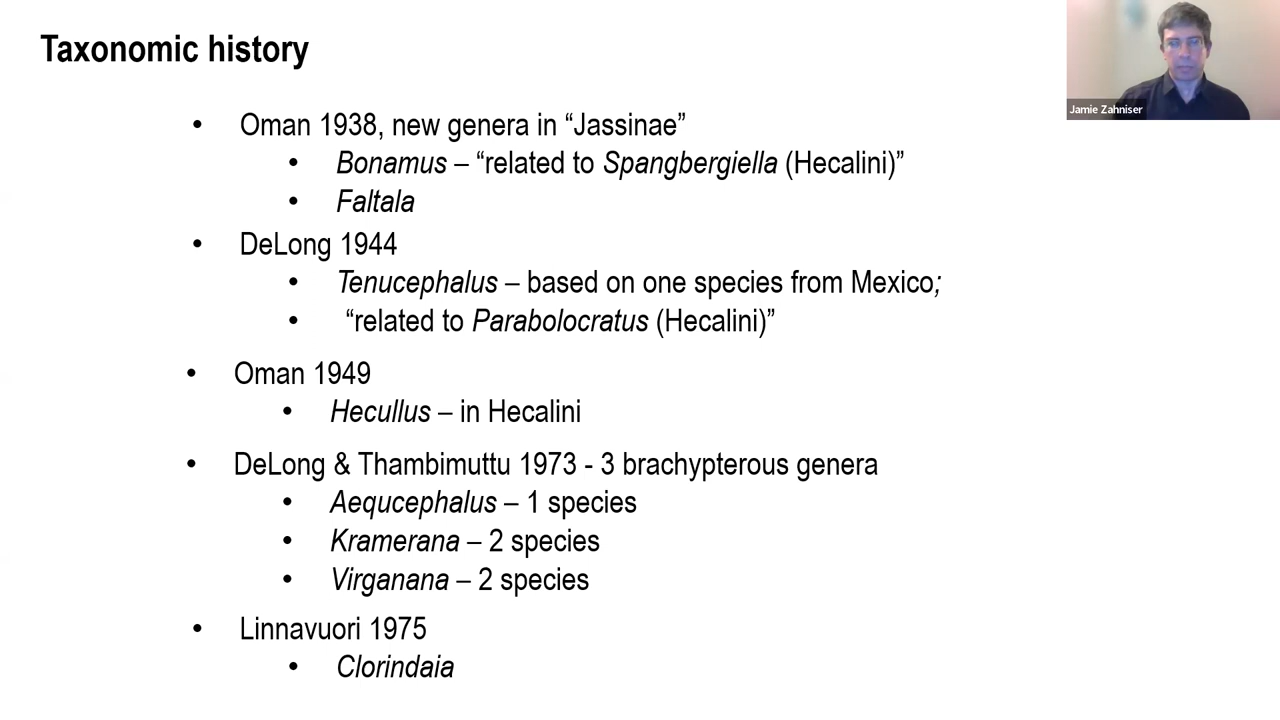 Taxonomic history
Jamie Zahniser
• Oman 1938, new genera in “Jassinae”
• Bonamus – “related to Spangbergiella (Hecalini)”
• Faltala
• DeLong 1944
• Tenucephalus – based on one species from Mexico;
• “related to Parabolocratus (Hecalini)”
• Oman 1949
• Hecullus – in Hecalini
• DeLong & Thambimuttu 1973 - 3 brachypterous genera
• Aequcephalus – 1 species
• Kramerana – 2 species
• Virganana – 2 species
• Linnavuori 1975
• Clorindaia